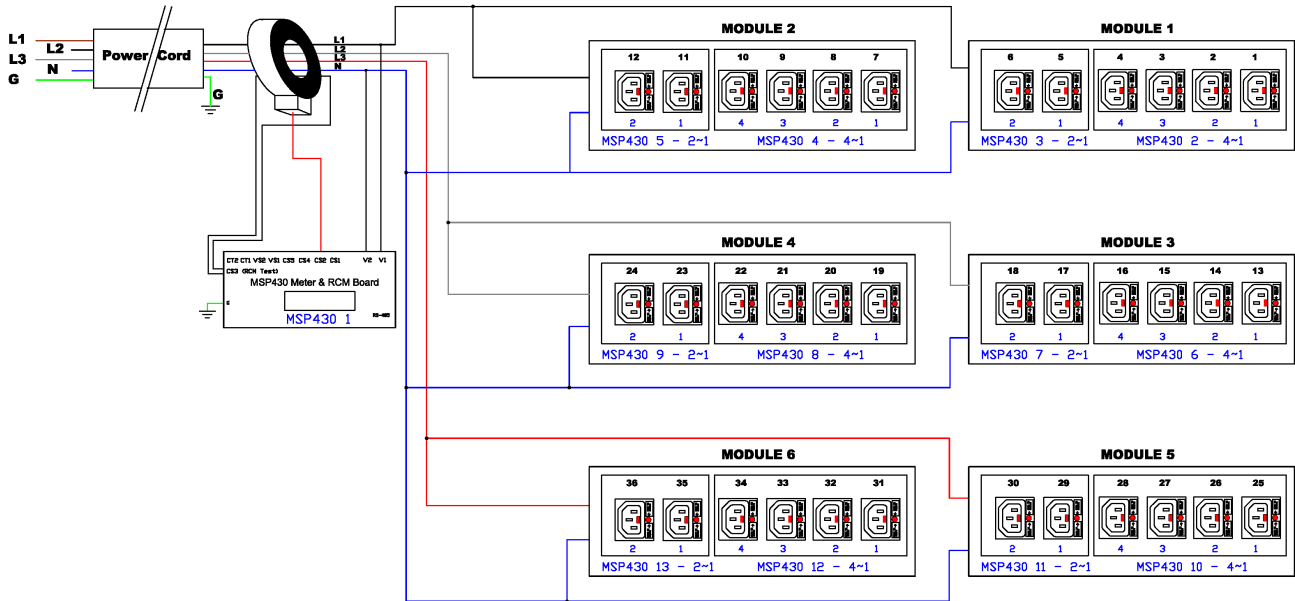 L1
L2
L3
N
G
Power Cord
G
L1
L2
L3
N
CT2 CT1 VS2 VS1 CS5 CS4 CS2 CS1 V2 V1
CS3 (RCM Test)
MSP430 Meter & RCM Board
G
RS-485
MSP430 1
MODULE 2
12 11 10 9 8 7
2 1 4 3 2 1
MSP430 5 - 2~1 MSP430 4 - 4~1
MODULE 1
6 5 4 3 2 1
2 1 4 3 2 1
MSP430 3 - 2~1 MSP430 2 - 4~1
MODULE 4
24 23 22 21 20 19
2 1 4 3 2 1
MSP430 9 - 2~1 MSP430 8 - 4~1
MODULE 3
18 17 16 15 14 13
2 1 4 3 2 1
MSP430 7 - 2~1 MSP430 6 - 4~1
MODULE 6
36 35 34 33 32 31
2 1 4 3 2 1
MSP430 13 - 2~1 MSP430 12 - 4~1
MODULE 5
30 29 28 27 26 25
2 1 4 3 2 1
MSP430 11 - 2~1 MSP430 10 - 4~1